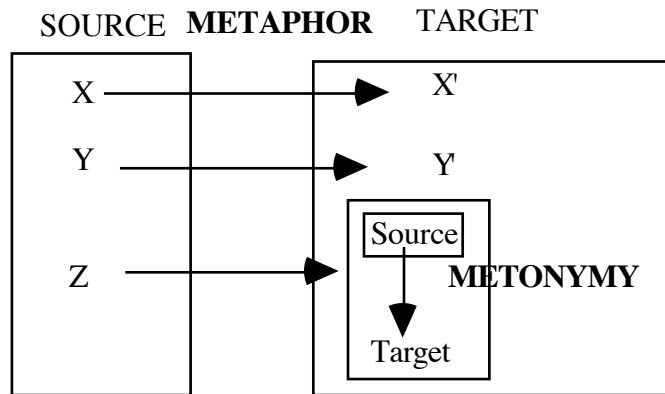 SOURCE METAPHOR TARGET
X X'
Y Y'
Source
Z METONYMY
Target